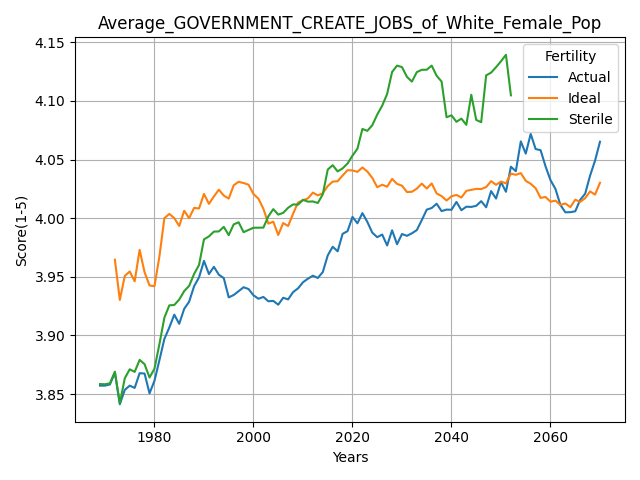 Average_GOVERNMENT_CREATE_JOBS_of_White_Female_Pop
Fertility
Actual
Ideal
Sterile
Score(1-5)
4.15
4.10
4.05
4.00
3.95
3.90
3.85
1980 2000 2020 2040 2060
Years